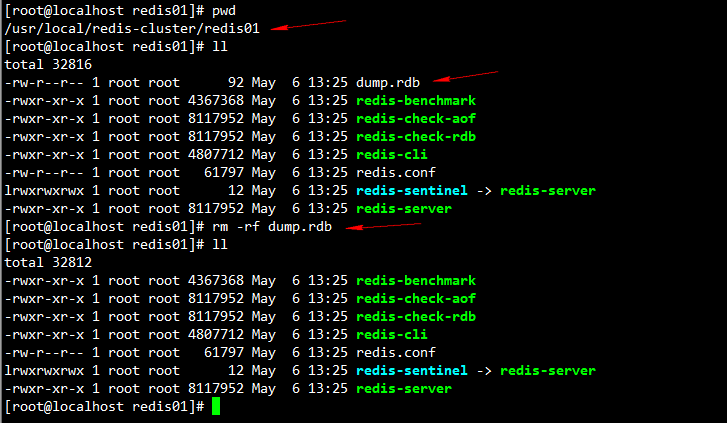 [root@localhost redis01]# pwd
/usr/local/redis-cluster/redis01
[root@localhost redis01]# ll
total 32816
-rw-r--r-- 1 root root      92 May  6 13:25 dump.rdb
-rwxr-xr-x 1 root root 4367368 May  6 13:25 redis-benchmark
-rwxr-xr-x 1 root root 8117952 May  6 13:25 redis-check-aof
-rwxr-xr-x 1 root root 8117952 May  6 13:25 redis-check-rdb
-rwxr-xr-x 1 root root 4807712 May  6 13:25 redis-cli
-rw-r--r-- 1 root root   61797 May  6 13:25 redis.conf
lrwxrwxrwx 1 root root      12 May  6 13:25 redis-sentinel -> redis-server
-rwxr-xr-x 1 root root 8117952 May  6 13:25 redis-server
[root@localhost redis01]# rm -rf dump.rdb
[root@localhost redis01]# ll
total 32812
-rwxr-xr-x 1 root root 4367368 May  6 13:25 redis-benchmark
-rwxr-xr-x 1 root root 8117952 May  6 13:25 redis-check-aof
-rwxr-xr-x 1 root root 8117952 May  6 13:25 redis-check-rdb
-rwxr-xr-x 1 root root 4807712 May  6 13:25 redis-cli
-rw-r--r-- 1 root root   61797 May  6 13:25 redis.conf
lrwxrwxrwx 1 root root      12 May  6 13:25 redis-sentinel -> redis-server
-rwxr-xr-x 1 root root 8117952 May  6 13:25 redis-server
[root@localhost redis01]#